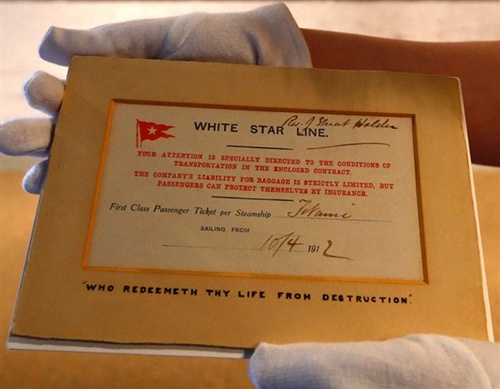 Rev. J Stuart Holden
WHITE STAR LINE.
YOUR ATTENTION IS SPECIALLY DIRECTED TO THE CONDITIONS OF
TRANSPORTATION IN THE ENCLOSED CONTRACT.
THE COMPANY'S LIABILITY FOR BAGGAGE IS STRICTLY LIMITED, BUT
PASSENGERS CAN PROTECT THEMSELVES BY INSURANCE.
First Class Passenger Ticket per Steamship Titanic
SAILING FROM
10/4 1912
"WHO REDEEMETH THY LIFE FROM DESTRUCTION."